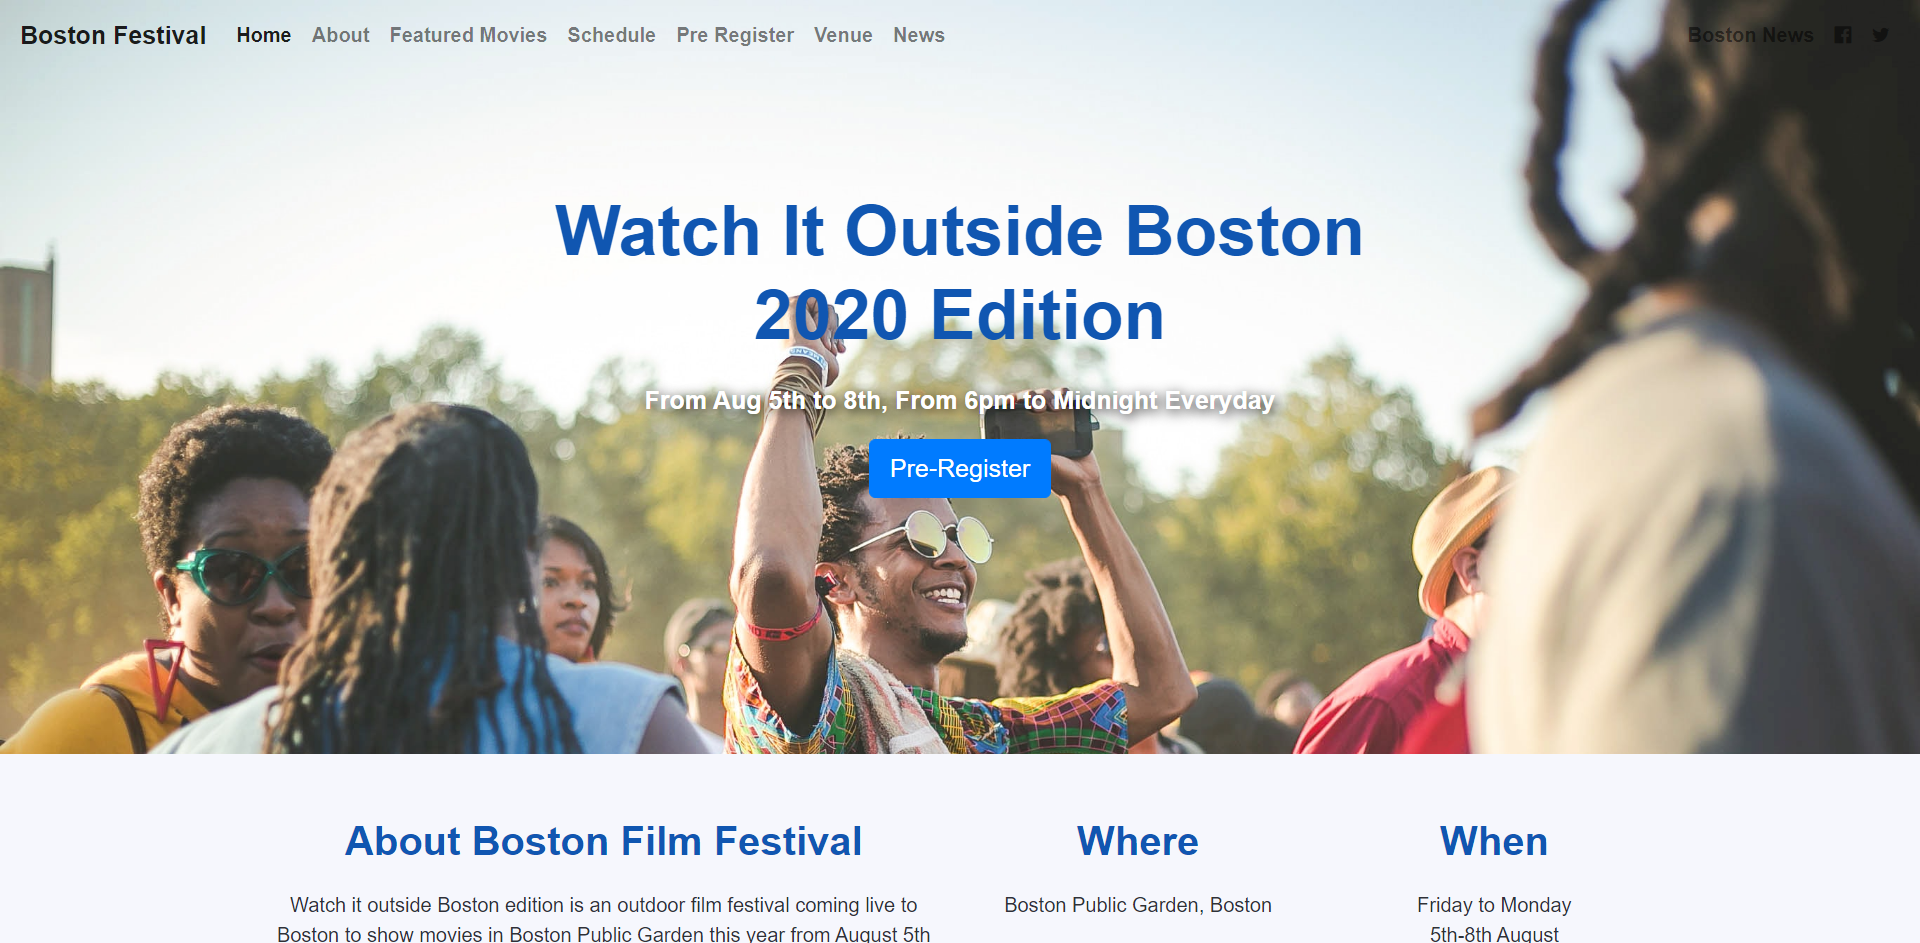 Boston Festival Home About Featured Movies Schedule Pre Register Venue News Boston News
Watch It Outside Boston
2020 Edition
From Aug 5th to 8th, From 6pm to Midnight Everyday
Pre-Register
About Boston Film Festival
Watch it outside Boston edition is an outdoor film festival coming live to
Boston to show movies in Boston Public Garden this year from August 5th
Where
Boston Public Garden, Boston
When
Friday to Monday
5th-8th August